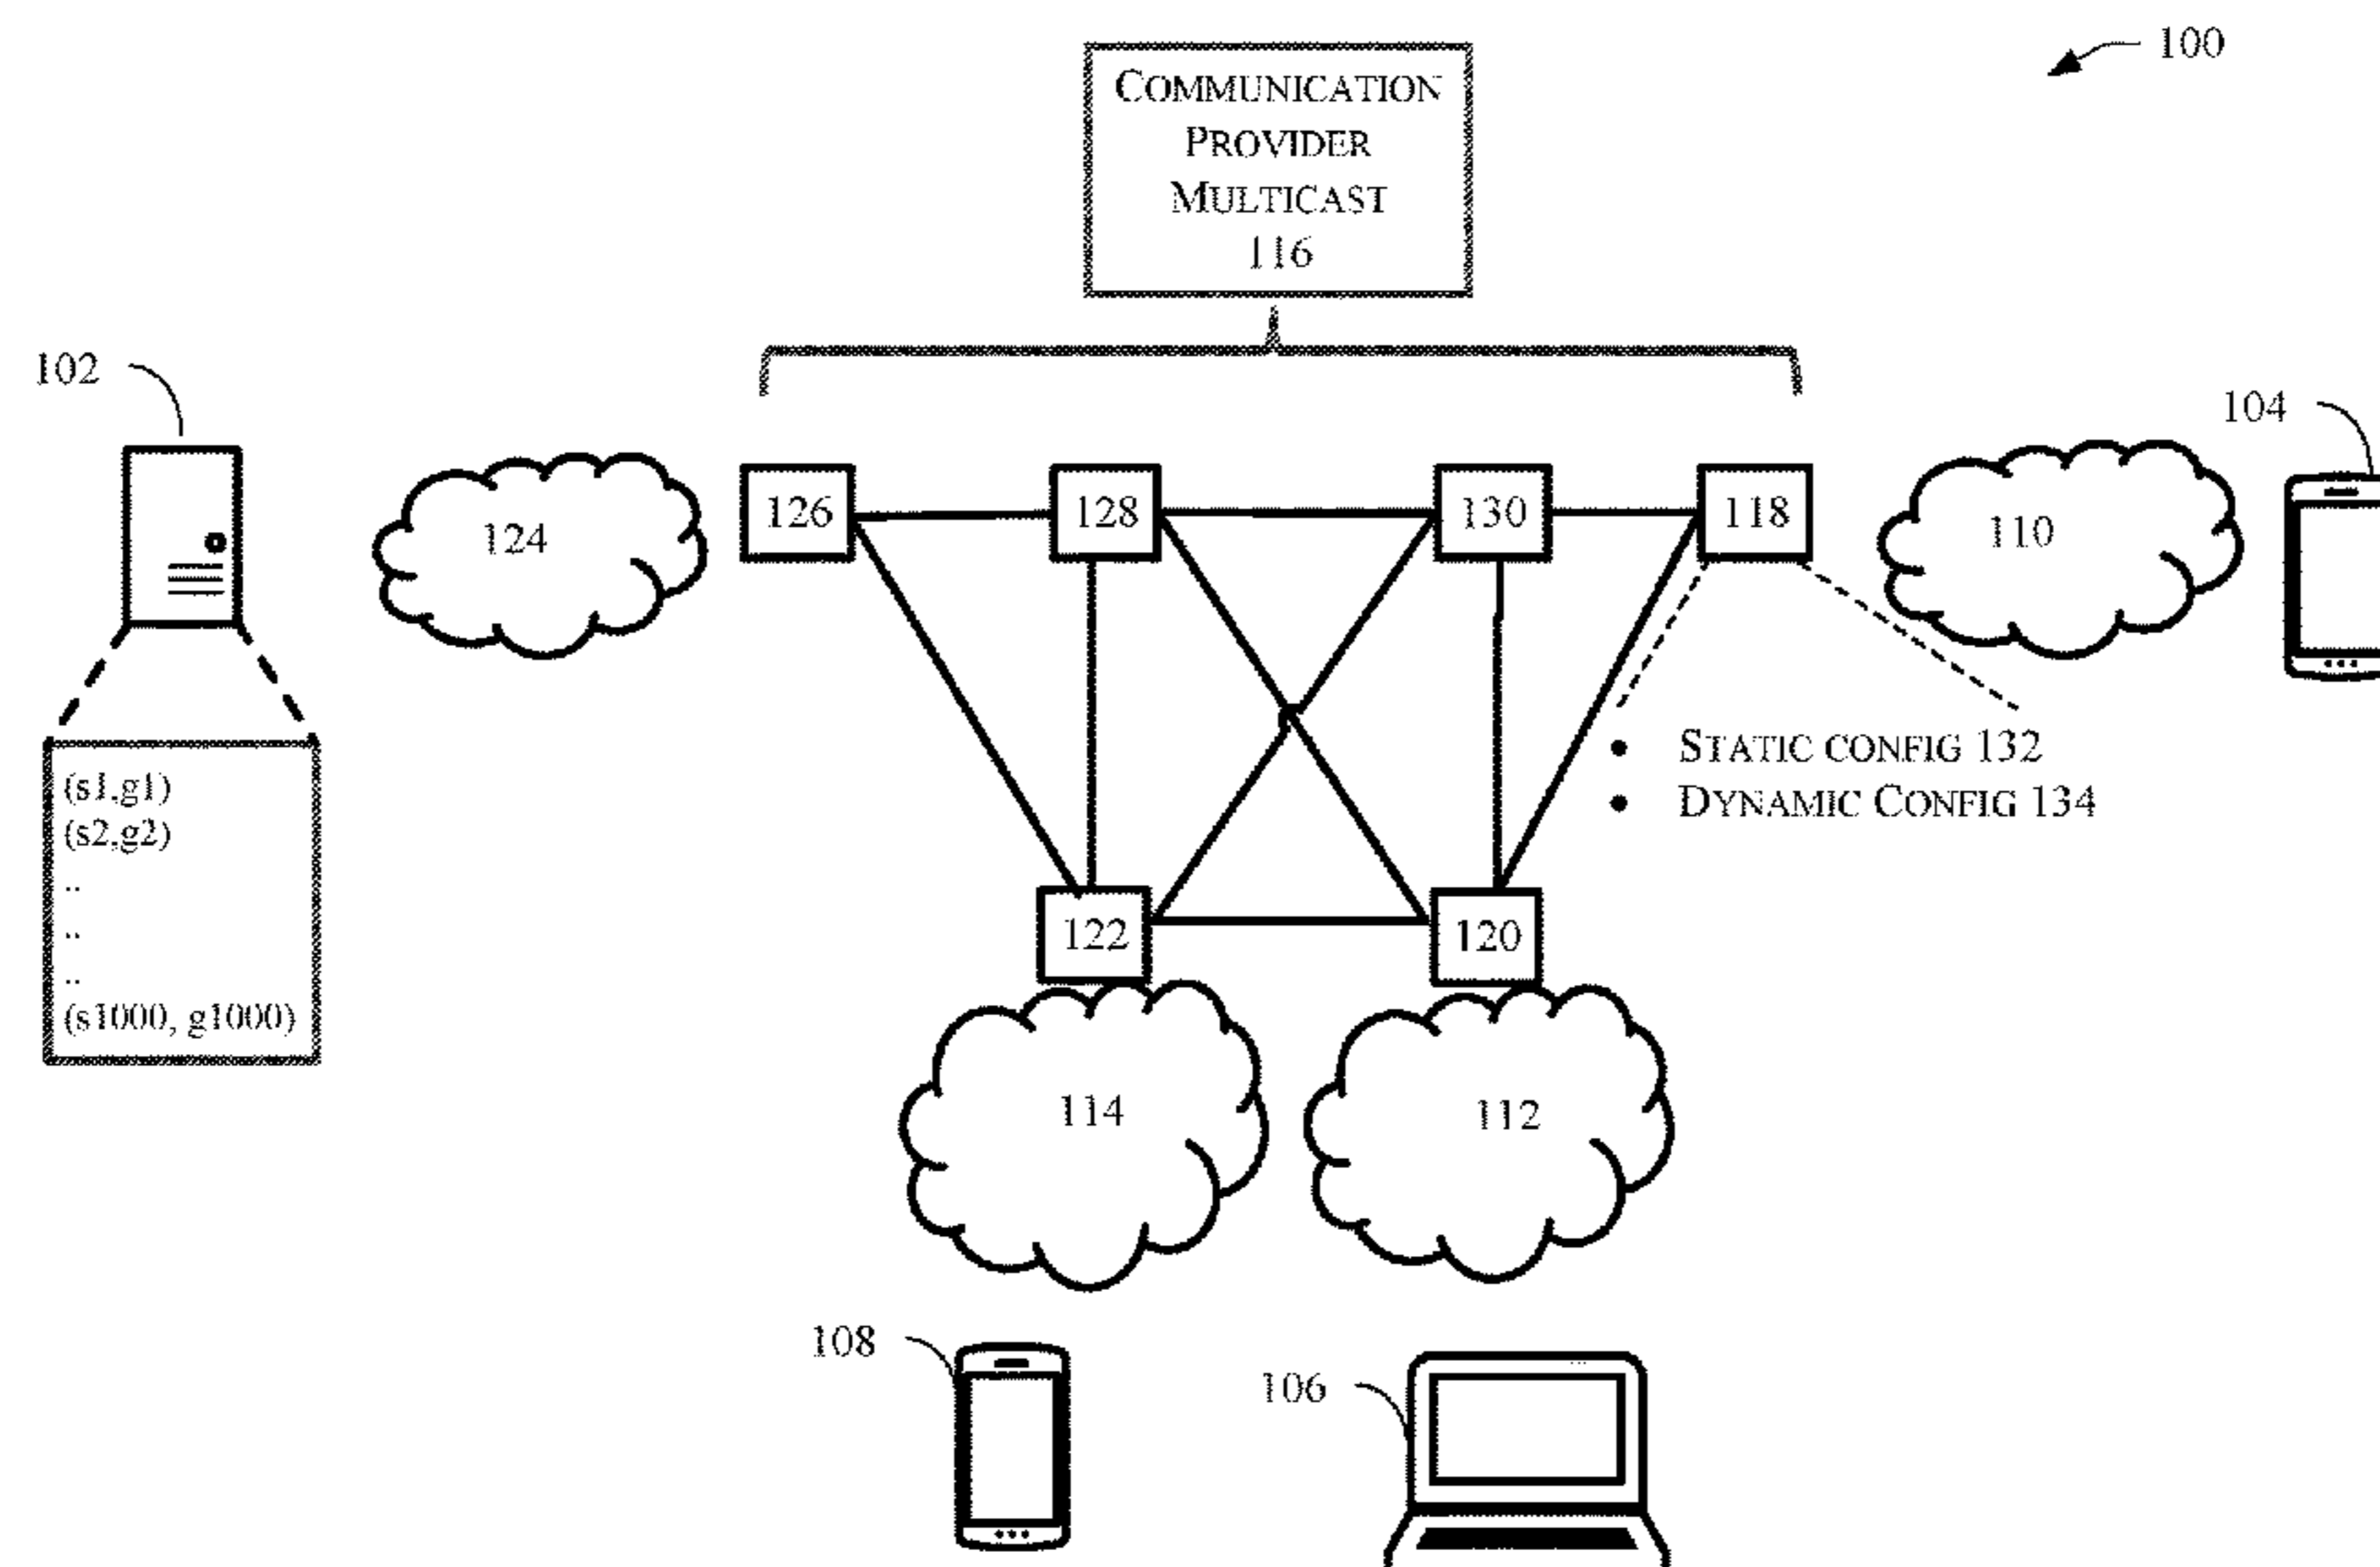 100
COMMUNICATION
PROVIDER
MULTICAST
116
102
104
124
126
128
130
118
110
• STATIC CONFIG 132
• DYNAMIC CONFIG 134
(s1,g1)
(s2,g2)
..
..
..
(s1000, g1000)
122
120
114
112
108
106